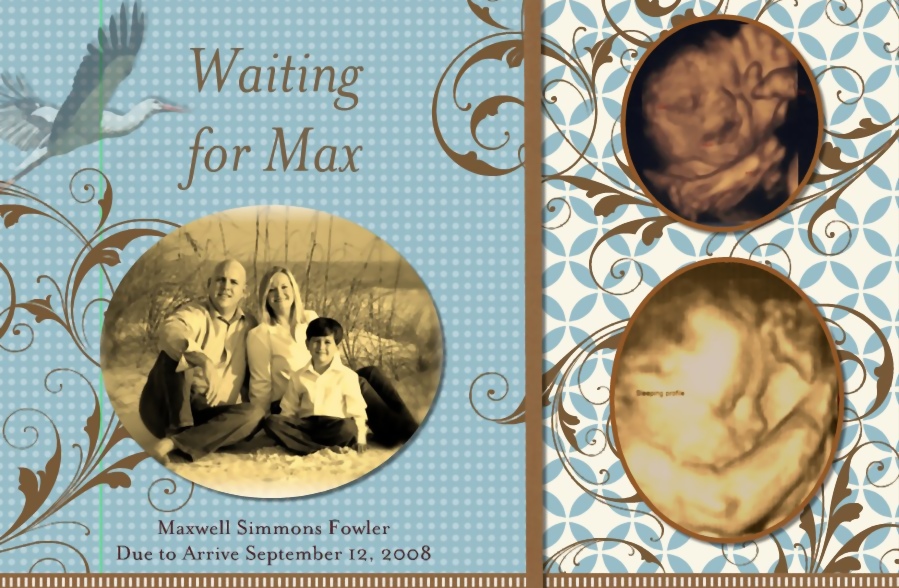 Waiting
for Max
Sleeping profile
Maxwell Simmons Fowler
Due to Arrive September 12, 2008